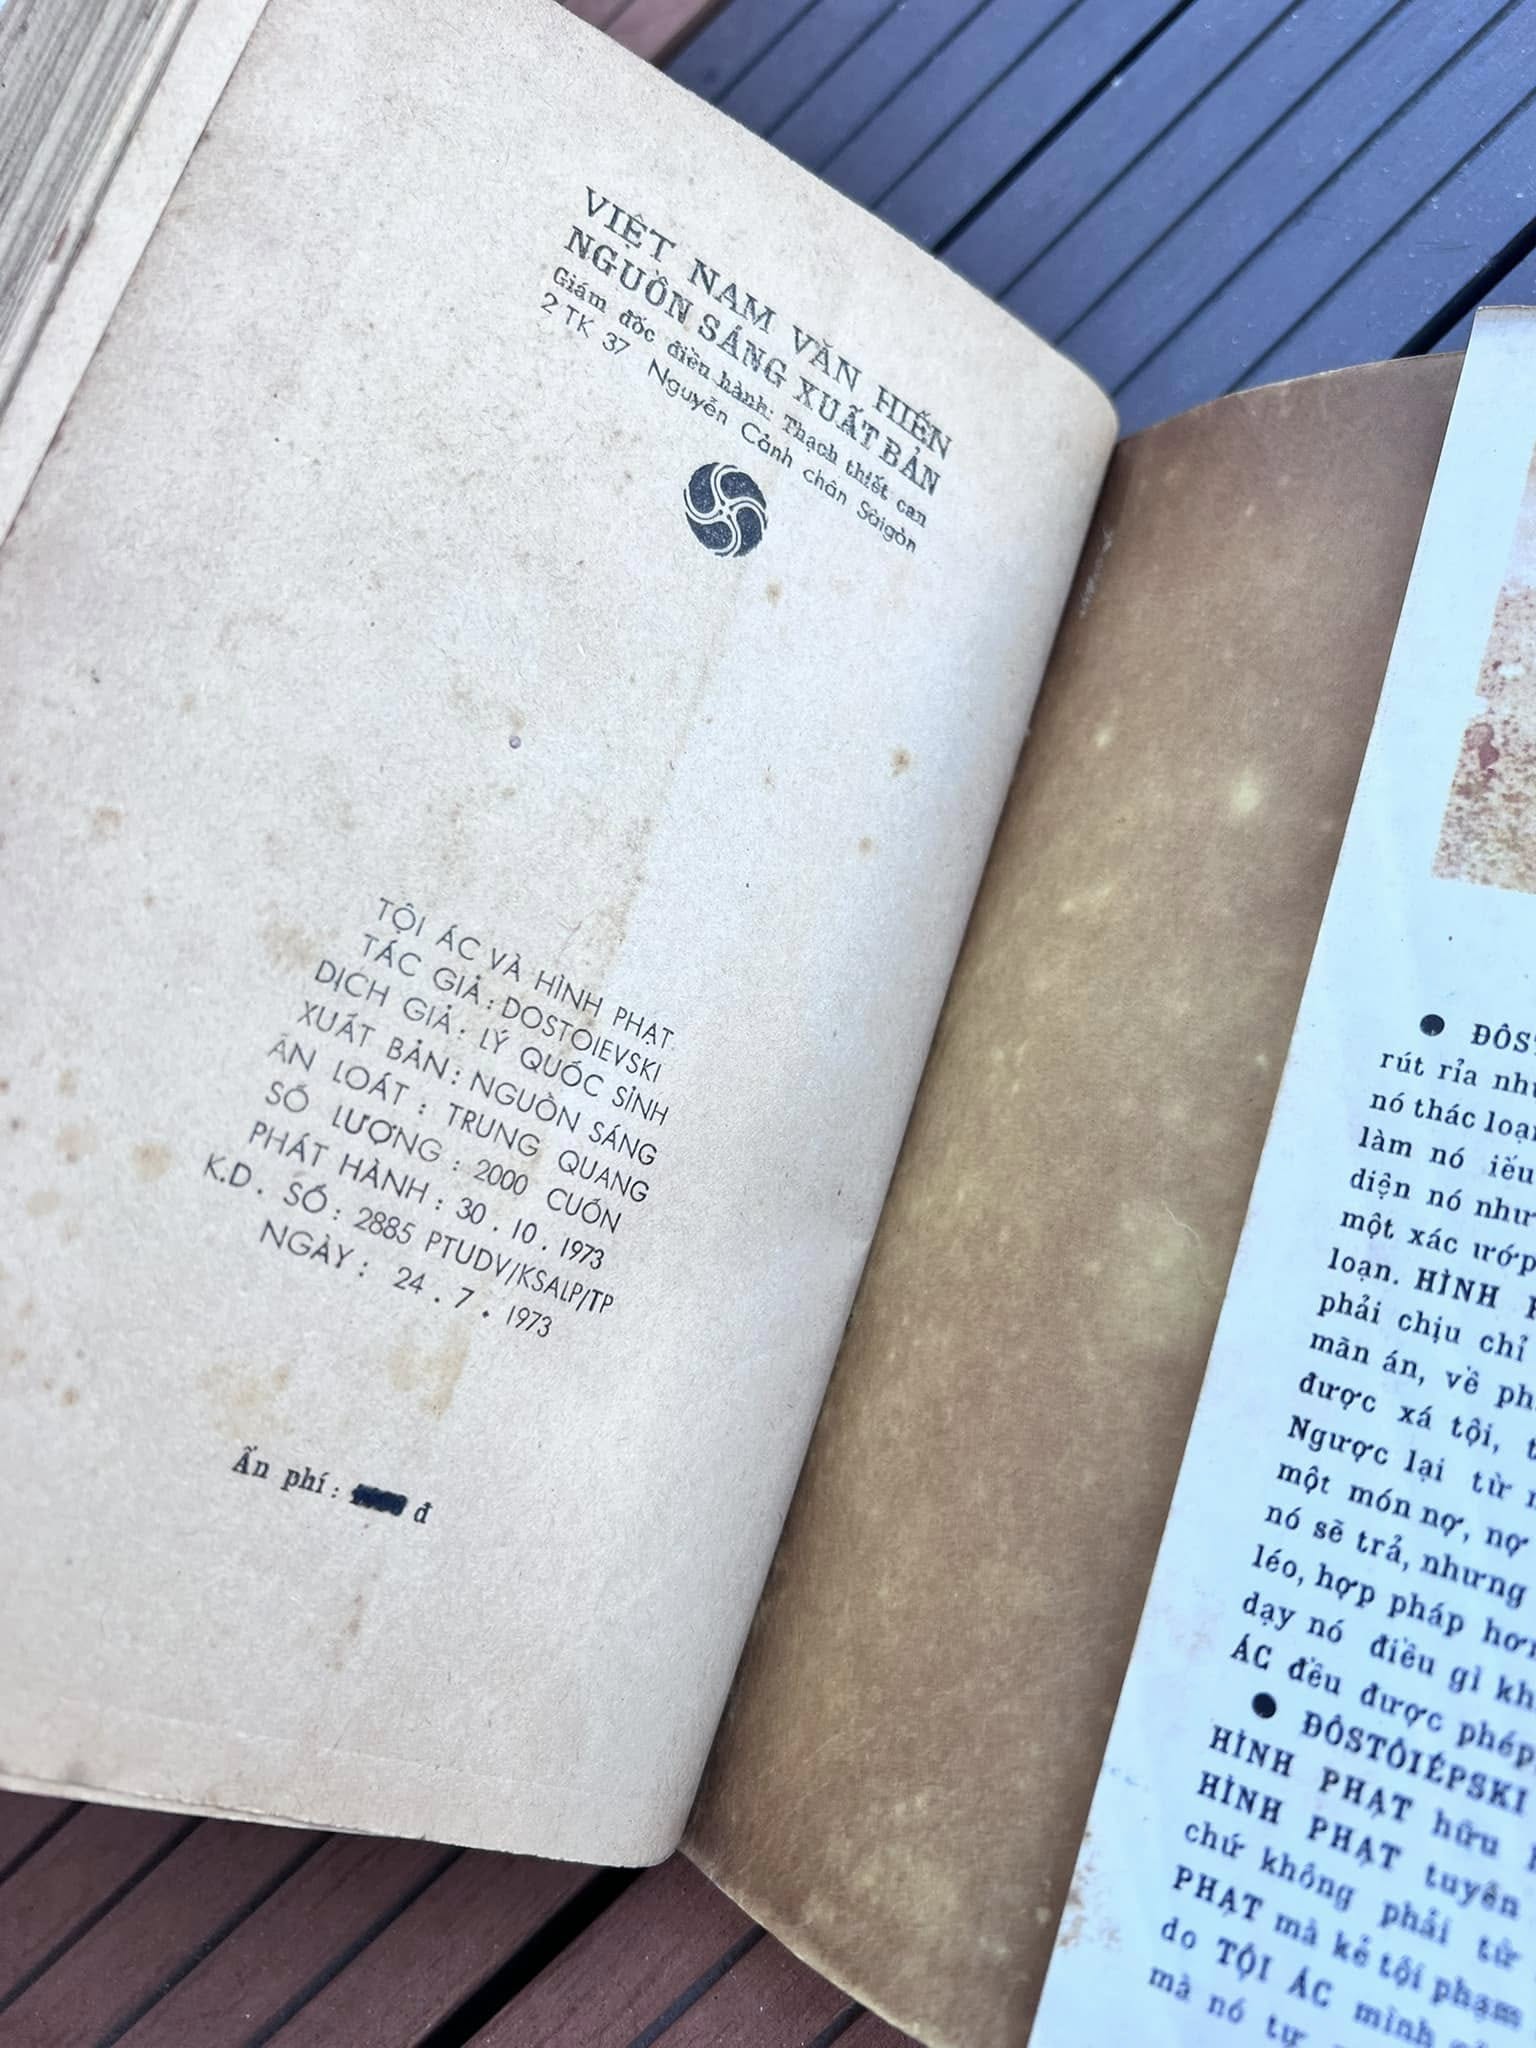 VIỆT NAM VĂN HIẾN
NGUỒN SÁNG XUẤT BẢN
Giám đốc điều hành: Thạch thiết can
2 TK 37 Nguyễn Cảnh chân Sàigòn
TỘI ÁC VÀ HÌNH PHẠT
TÁC GIẢ : DOSTOIEVSKI
DỊCH GIẢ : LÝ QUỐC SỈNH
XUẤT BẢN : NGUỒN SÁNG
ẤN LOÁT : TRUNG QUANG
SỐ LƯỢNG : 2000 CUỐN
PHÁT HÀNH : 30 . 10 . 1973
K.D. SỐ : 2885 PTUDV/KSALP/TP
NGÀY : 24 . 7 . 1973
Ấn phí : đ
● ĐÔS
rút rỉa
nó thác loạn
làm nó iếu
diện nó như
một xác ướp
loạn. HÌNH
phải chịu chỉ
mãn án, về
được xá tội,
Ngược lại từ
một món nợ, nợ
nó sẽ trả, nhưng
léo, hợp pháp hơn
dạy nó điều gì
ÁC đều được phép
● ĐÔSTÔIÉPSKI
HÌNH PHẠT hữu
HÌNH PHẠT tuyên
chứ không phải từ
PHẠT mà kẻ tội phạm
do TỘI ÁC mình
mà nó tự